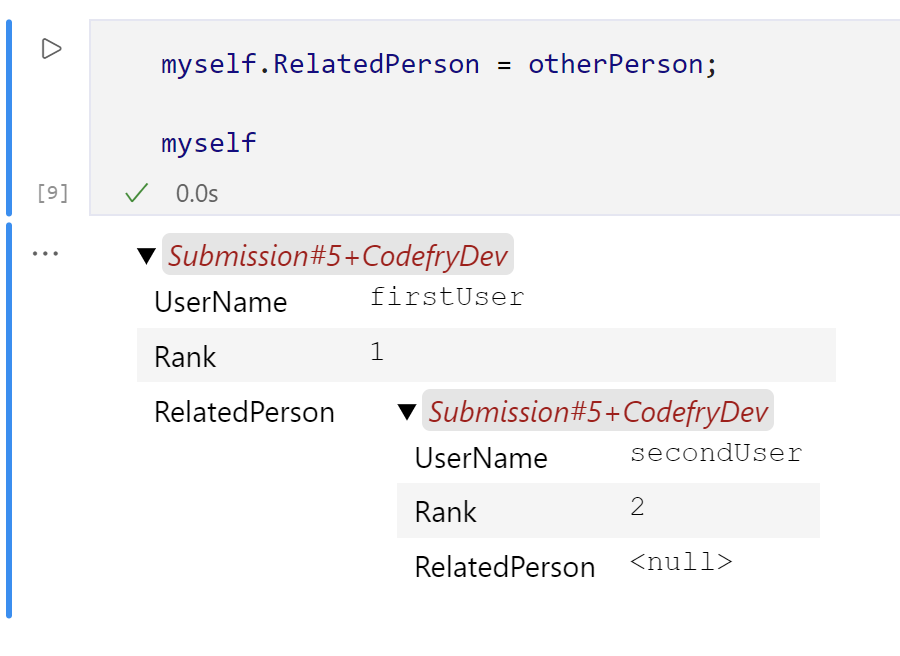 myself.RelatedPerson = otherPerson;
myself
[9]
0.0s
...
Submission#5+CodefryDev
UserName firstUser
Rank 1
RelatedPerson Submission#5+CodefryDev
UserName secondUser
Rank 2
RelatedPerson <null>